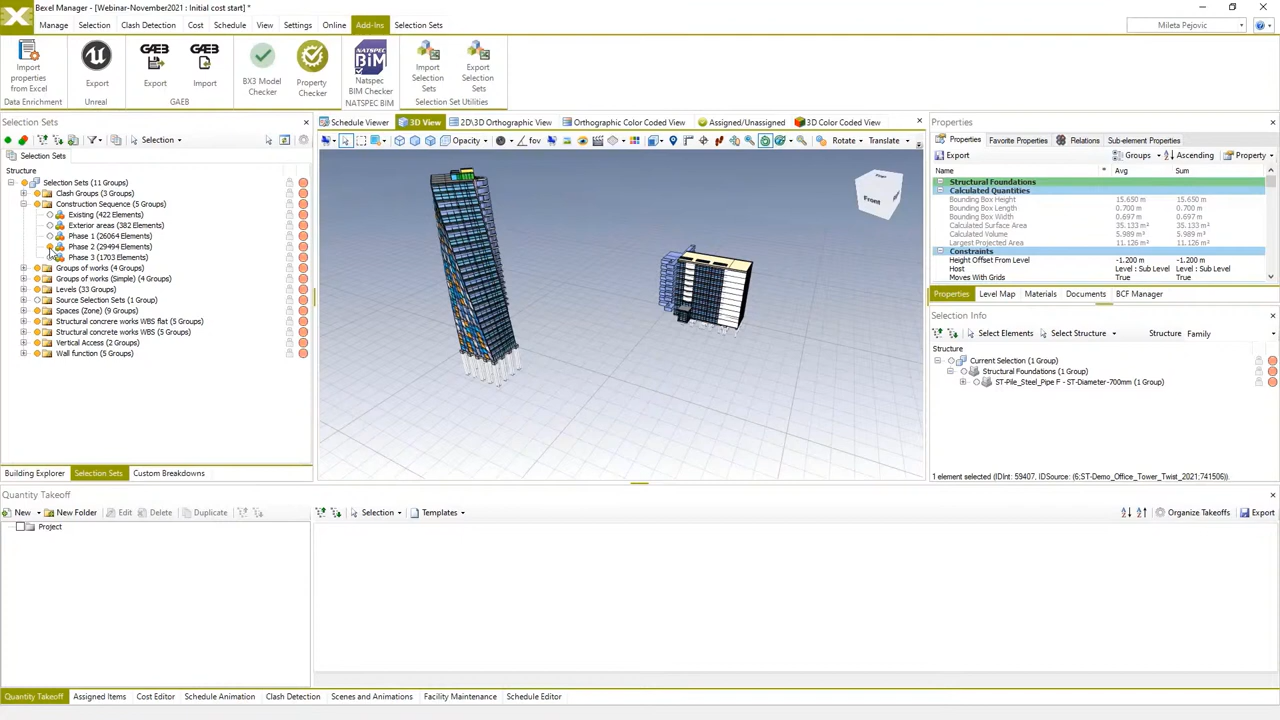 Bexel Manager - [Webinar-November2021 : Initial cost start] *
Manage Selection Clash Detection Cost Schedule View Settings Online Add-Ins Selection Sets
Mileta Pejovic
Import properties from Excel
Export
GAEB Export
GAEB Import
BX3 Model Checker
Property Checker
NATSPEC BIM Natspec BIM Checker
Import Selection Sets
Export Selection Sets
Data Enrichment Unreal GAEB NATSPEC BIM Selection Set Utilities
Selection Sets
Selection
Selection Sets
Structure
Selection Sets (11 Groups)
Clash Groups (3 Groups)
Construction Sequence (5 Groups)
Existing (422 Elements)
Exterior areas (382 Elements)
Phase 1 (26064 Elements)
Phase 2 (29494 Elements)
Phase 3 (1703 Elements)
Groups of works (4 Groups)
Groups of works (Simple) (4 Groups)
Levels (33 Groups)
Source Selection Sets (1 Group)
Spaces (Zone) (9 Groups)
Structural concrere works WBS flat (5 Groups)
Structural concrete works WBS (5 Groups)
Vertical Access (2 Groups)
Wall function (5 Groups)
Building Explorer Selection Sets Custom Breakdowns
Schedule Viewer 3D View 2D\3D Orthographic View Orthographic Color Coded View Assigned/Unassigned 3D Color Coded View
Opacity fov Rotate Translate
Front
Properties
Properties Favorite Properties Relations Sub-element Properties
Export Groups Ascending Property
Name Avg Sum
Structural Foundations
Calculated Quantities
Bounding Box Height 15.650 m 15.650 m
Bounding Box Length 0.700 m 0.700 m
Bounding Box Width 0.697 m 0.697 m
Calculated Surface Area 35.153 m² 35.153 m²
Calculated Volume 5.989 m³ 5.989 m³
Largest Projected Area 11.126 m² 11.126 m²
Constraints
Height Offset From Level -1.200 m -1.200 m
Host Level : Sub Level Level : Sub Level
Moves With Grids True True
Properties Level Map Materials Documents BCF Manager
Selection Info
Select Elements Select Structure Structure Family
Structure
Current Selection (1 Group)
Structural Foundations (1 Group)
ST-Pile_Steel_Pipe F - ST-Diameter-700mm (1 Group)
1 element selected (IDInt: 59407, IDSource: (6;ST-Demo_Office_Tower_Twist_2021;741506)).
Quantity Takeoff
New New Folder Edit Delete Duplicate
Selection Templates
Organize Takeoffs Export
Project
Quantity Takeoff Assigned Items Cost Editor Schedule Animation Clash Detection Scenes and Animations Facility Maintenance Schedule Editor